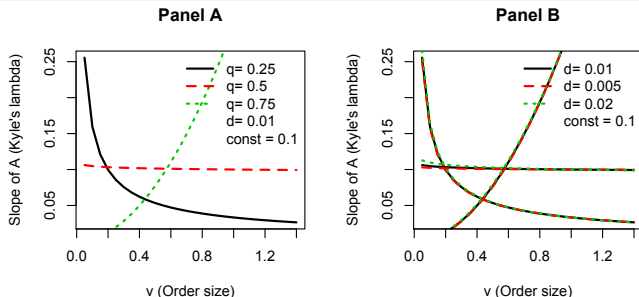 Panel A
Slope of A (Kyle's lambda)
0.05 0.15 0.25
q= 0.25
q= 0.5
q= 0.75
d= 0.01
const = 0.1
0.0 0.4 0.8 1.2
v (Order size)
Panel B
Slope of A (Kyle's lambda)
0.05 0.15 0.25
d= 0.01
d= 0.005
d= 0.02
const = 0.1
0.0 0.4 0.8 1.2
v (Order size)